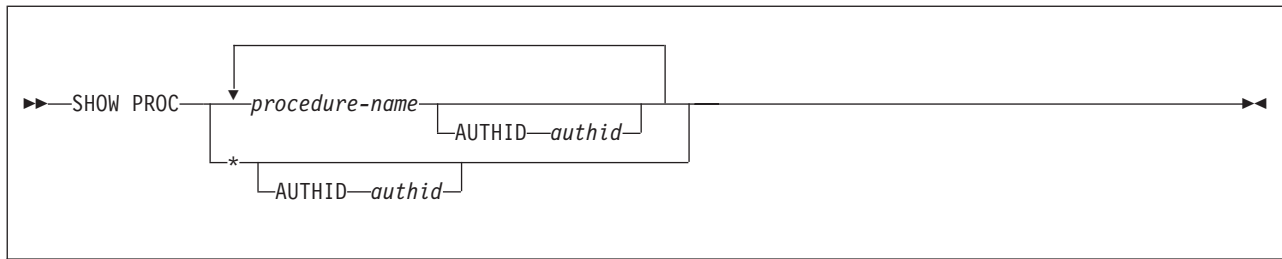 ►►—SHOW PROC—procedure-name—AUTHID—authid—►◄
*—AUTHID—authid